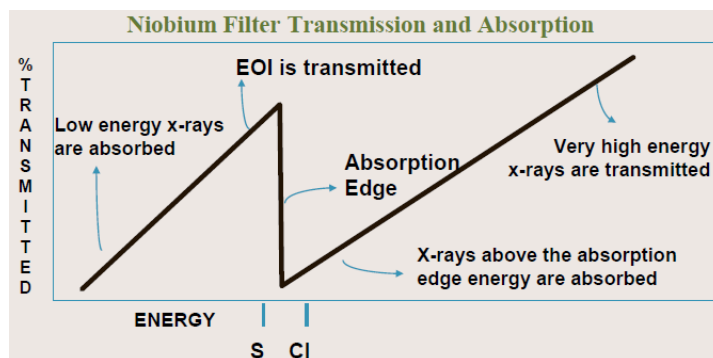 Niobium Filter Transmission and Absorption
%
T
R
A
N
S
M
I
T
T
E
D
EOI is transmitted
Low energy x-rays
are absorbed
Absorption
Edge
Very high energy
x-rays are transmitted
X-rays above the absorption
edge energy are absorbed
ENERGY
S Cl